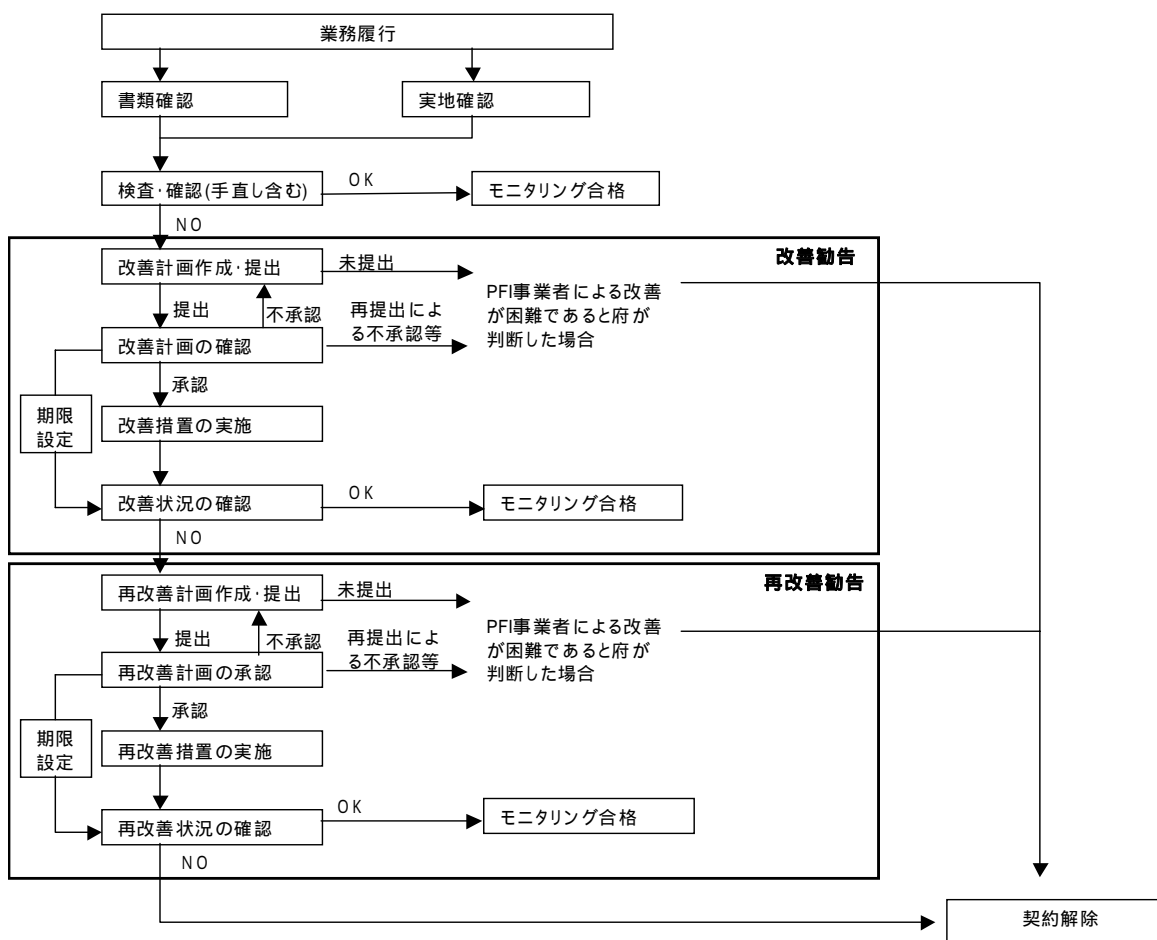 業務履行
書類確認
実地確認
検査・確認(手直し含む)
OK
モニタリング合格
NO
改善勧告
改善計画作成・提出
未提出
PFI事業者による改善
が困難であると府が
判断した場合
提出
不承認
再提出によ
る不承認等
改善計画の確認
承認
期限
設定
改善措置の実施
改善状況の確認
OK
モニタリング合格
NO
再改善勧告
再改善計画作成・提出
未提出
PFI事業者による改善
が困難であると府が
判断した場合
提出
不承認
再提出によ
る不承認等
再改善計画の承認
承認
期限
設定
再改善措置の実施
再改善状況の確認
OK
モニタリング合格
NO
契約解除